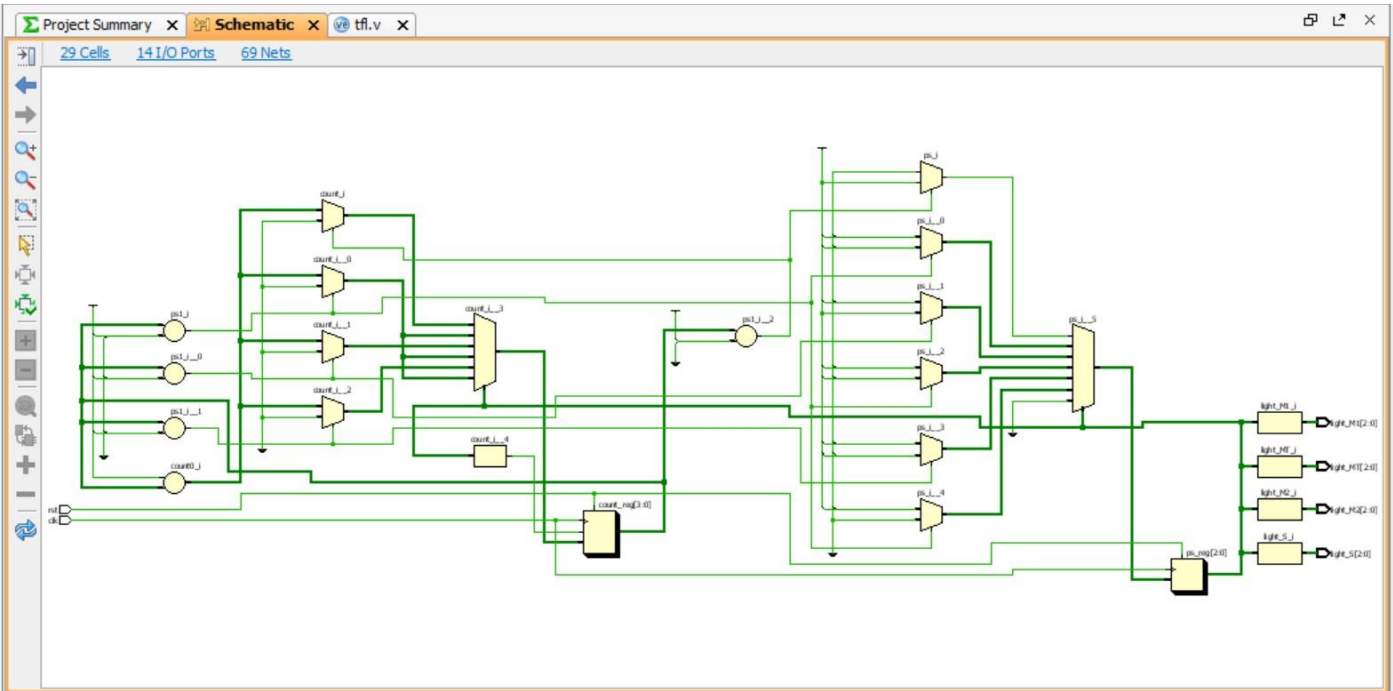 Project Summary
Schematic
tfl.v
29 Cells
14 I/O Ports
69 Nets
ps_i
count_i
ps_i__0
count_i__0
ps_i__1
ps1_i
count_i__3
ps1_i__2
ps_i__5
count_i__1
ps_i__2
ps1_i__0
count_i__2
light_M1_i
light_M1[2:0]
ps1_i__1
ps_i__3
count_i__4
light_MT_i
light_MT[2:0]
count0_i
ps_i__4
light_M2_i
light_M2[2:0]
rst
clk
count_reg[3:0]
light_S_i
light_S[2:0]
ps_reg[2:0]